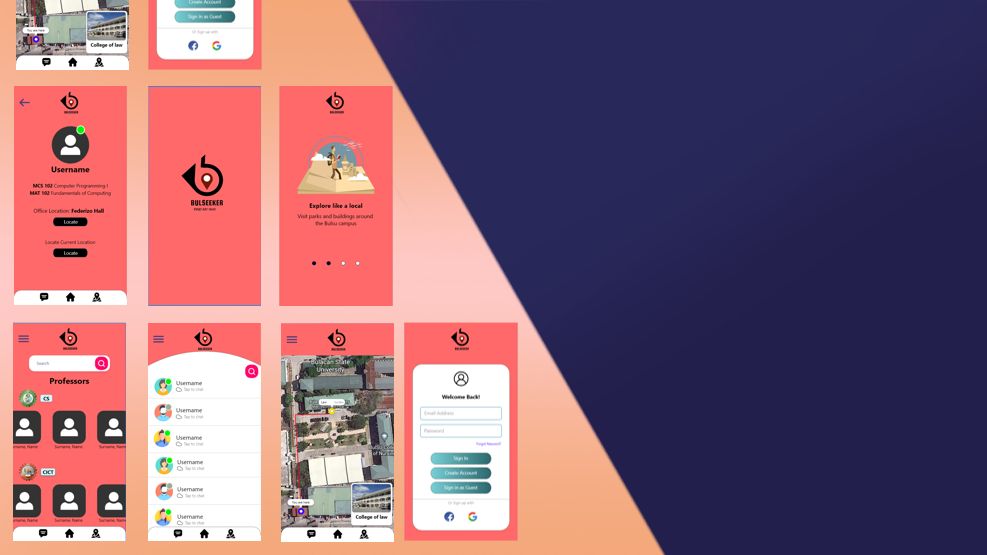 Create Account
Sign in as Guest
Or Sign up with
You are here
College of law
BULSEEKER
Username
MCS 102 Computer Programming I
MAT 102 Fundamentals of Computing
Office Location: Federizo Hall
Locate
Locate Current Location
Locate
BULSEEKER
FIND MY WAY
BULSEEKER
Explore like a local
Visit parks and buildings around
the Bulsu campus
BULSEEKER
Search
Professors
CS
Surname, Name
Surname, Name
Surname, Name
CICT
Surname, Name
Surname, Name
Surname, Name
BULSEEKER
Username
Tap to chat
Username
Tap to chat
Username
Tap to chat
Username
Tap to chat
Username
Tap to chat
Username
Tap to chat
BULSEEKER
Bulacan State
University
You are here
College of law
BULSEEKER
Welcome Back!
Email Address
Password
Sign In
Create Account
Sign in as Guest
Or Sign up with